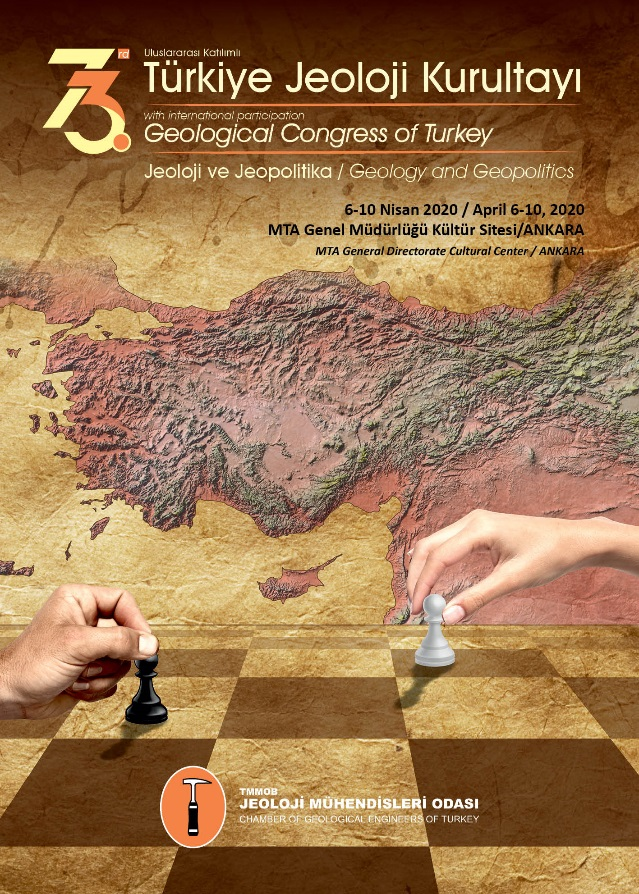 73.
rd
Uluslararası Katılımlı
Türkiye Jeoloji Kurultayı
with international participation
Geological Congress of Turkey
Jeoloji ve Jeopolitika / Geology and Geopolitics
6-10 Nisan 2020 / April 6-10, 2020
MTA Genel Müdürlüğü Kültür Sitesi/ANKARA
MTA General Directorate Cultural Center / ANKARA
TMMOB
JEOLOJİ MÜHENDİSLERİ ODASI
CHAMBER OF GEOLOGICAL ENGINEERS OF TURKEY